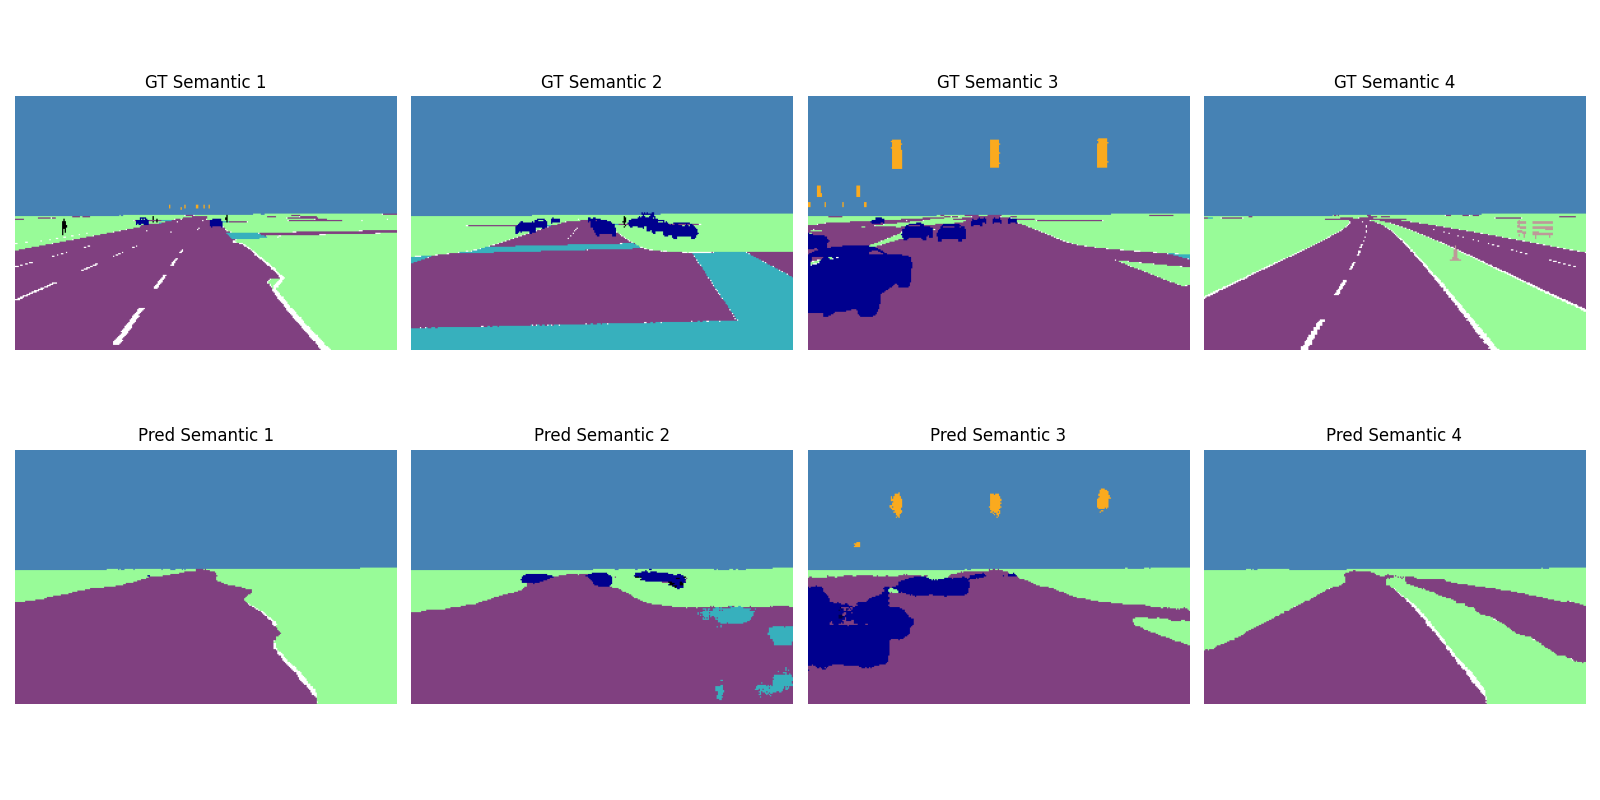 GT Semantic 1
GT Semantic 2
GT Semantic 3
GT Semantic 4
Pred Semantic 1
Pred Semantic 2
Pred Semantic 3
Pred Semantic 4